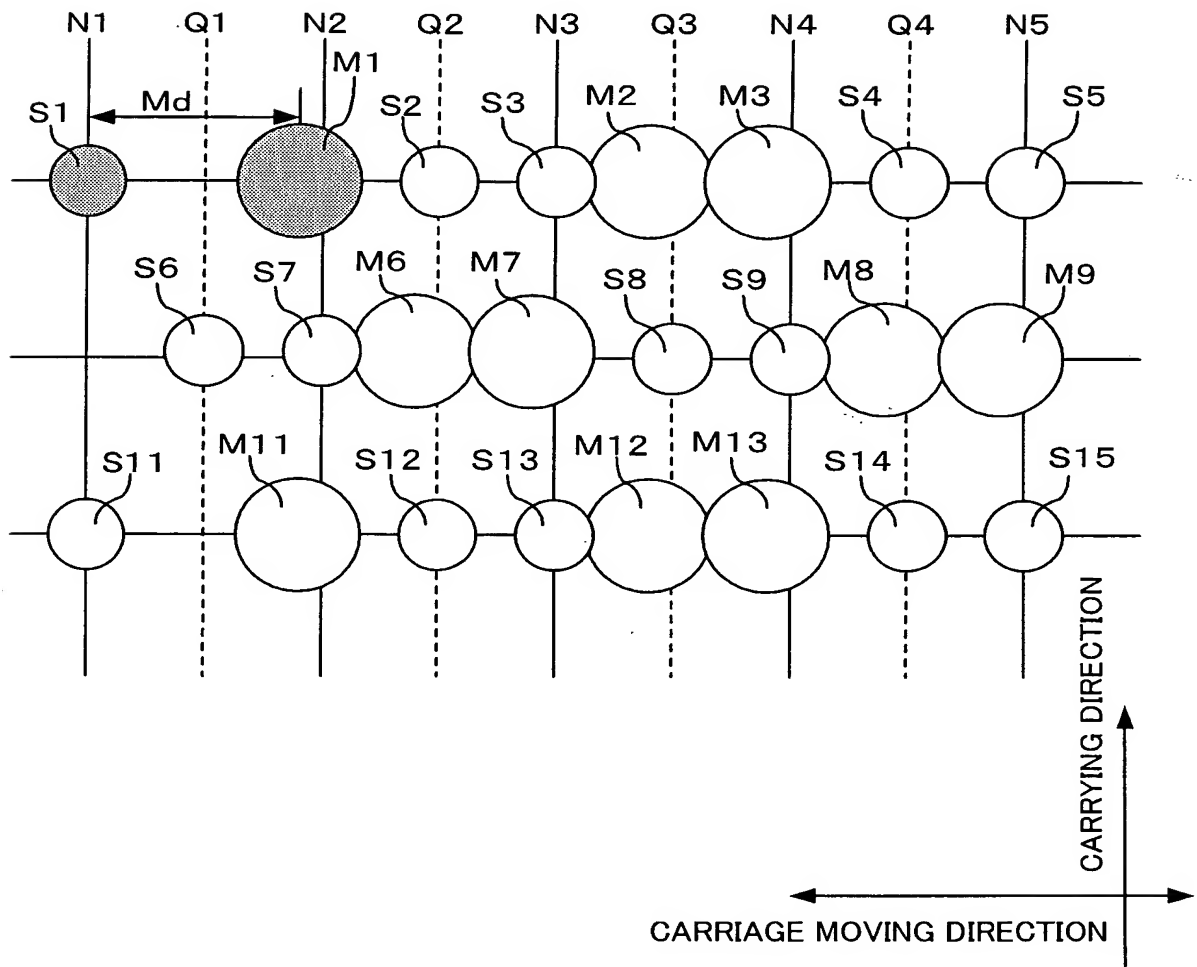 N1 Q1 N2 Q2 N3 Q3 N4 Q4 N5
S1 Md M1 S2 S3 M2 M3 S4 S5
S6 S7 M6 M7 S8 S9 M8 M9
S11 M11 S12 S13 M12 M13 S14 S15
CARRYING DIRECTION
CARRIAGE MOVING DIRECTION